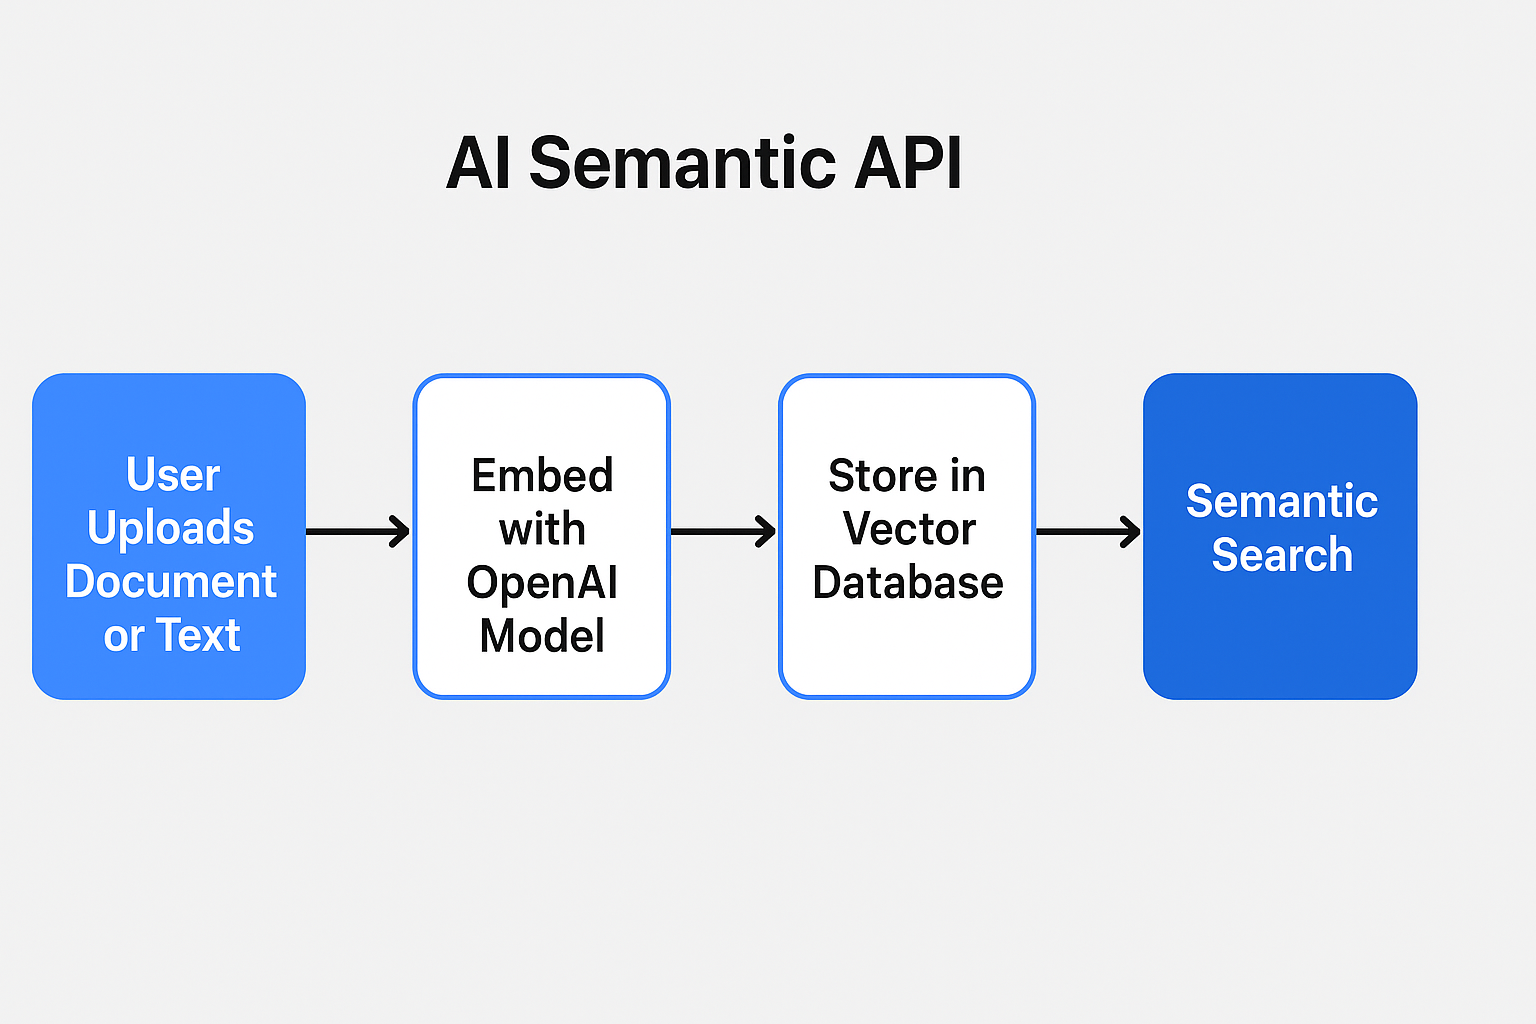 AI Semantic API
User
Uploads
Document
or Text
Embed
with
OpenAI
Model
Store in
Vector
Database
Semantic
Search